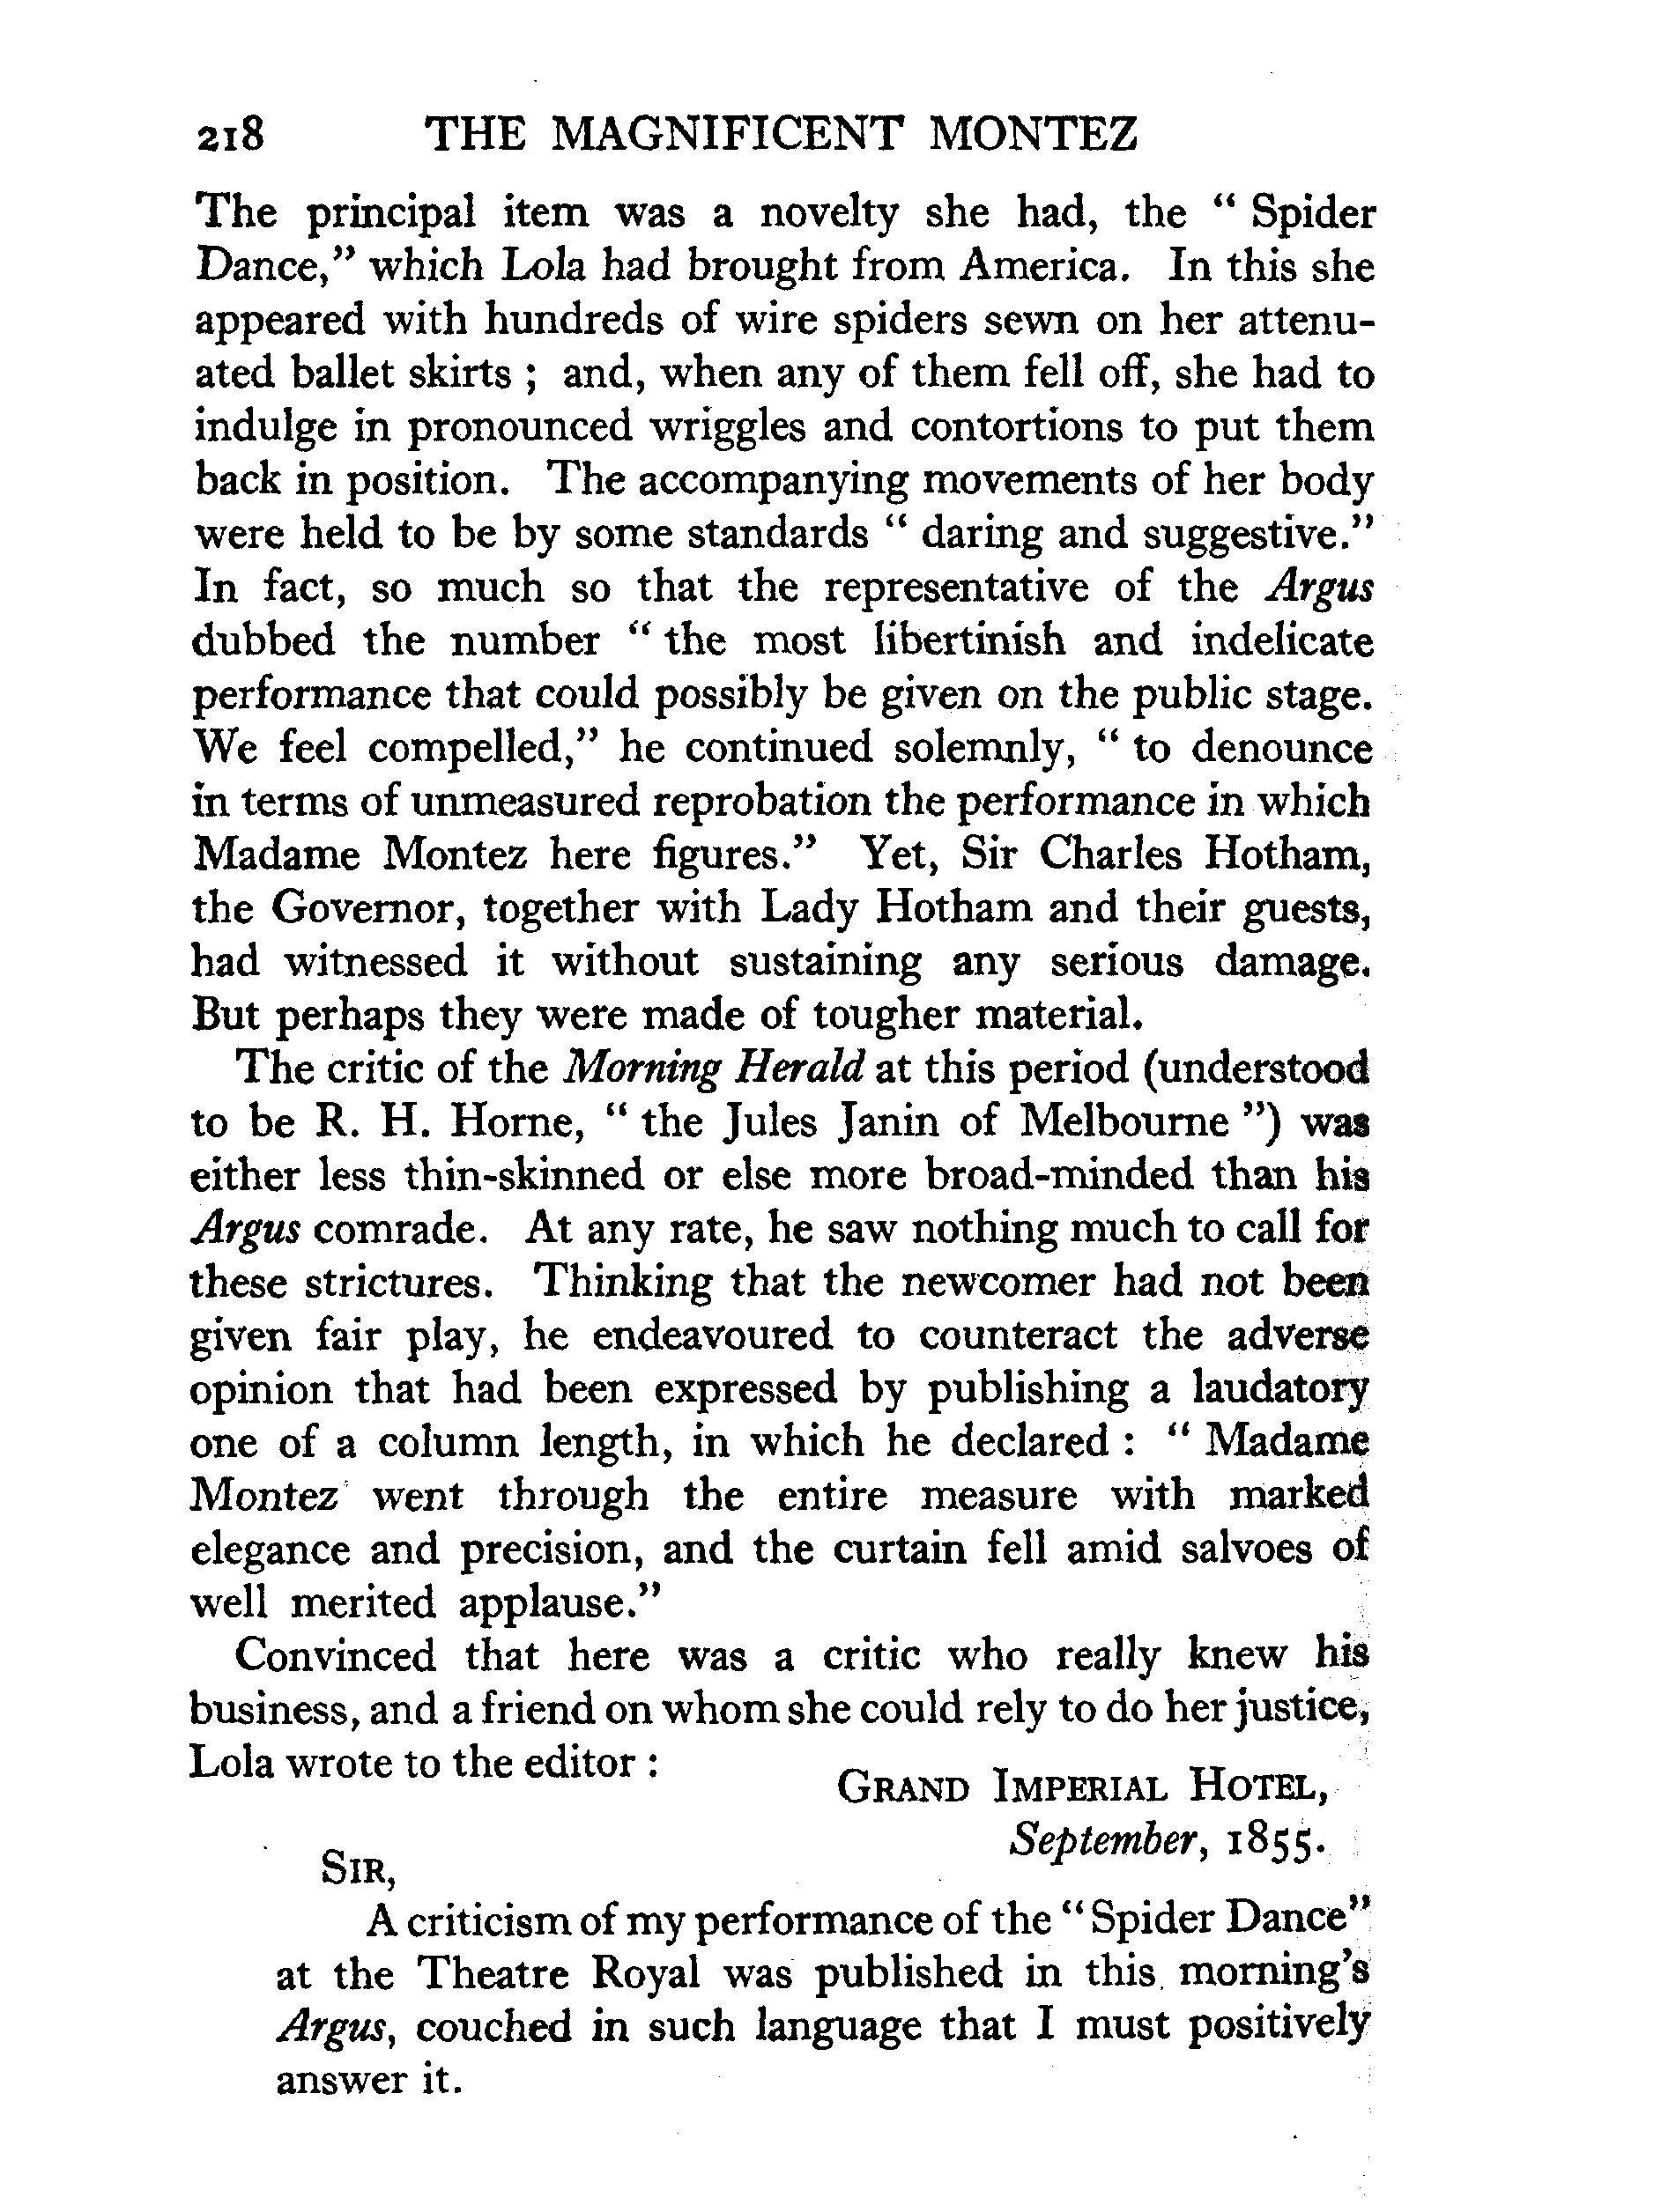 218 THE MAGNIFICENT MONTEZ
The principal item was a novelty she had, the “ Spider
Dance,” which Lola had brought from America. In this she
appeared with hundreds of wire spiders sewn on her attenu-
ated ballet skirts ; and, when any of them fell off, she had to
indulge in pronounced wriggles and contortions to put them
back in position. The accompanying movements of her body
were held to be by some standards “ daring and suggestive.”
In fact, so much so that the representative of the Argus
dubbed the number “ the most libertinish and indelicate
performance that could possibly be given on the public stage.
We feel compelled,” he continued solemnly, “ to denounce
in terms of unmeasured reprobation the performance in which
Madame Montez here figures.” Yet, Sir Charles Hotham,
the Governor, together with Lady Hotham and their guests,
had witnessed it without sustaining any serious damage.
But perhaps they were made of tougher material.
The critic of the Morning Herald at this period (understood
to be R. H. Horne, “ the Jules Janin of Melbourne ”) was
either less thin-skinned or else more broad-minded than his
Argus comrade. At any rate, he saw nothing much to call for
these strictures. Thinking that the newcomer had not been
given fair play, he endeavoured to counteract the adverse
opinion that had been expressed by publishing a laudatory
one of a column length, in which he declared : “ Madame
Montez went through the entire measure with marked
elegance and precision, and the curtain fell amid salvoes of
well merited applause.”
Convinced that here was a critic who really knew his
business, and a friend on whom she could rely to do her justice,
Lola wrote to the editor :
GRAND IMPERIAL HOTEL,
September, 1855.
SIR,
A criticism of my performance of the “ Spider Dance”
at the Theatre Royal was published in this morning’s
Argus, couched in such language that I must positively
answer it.